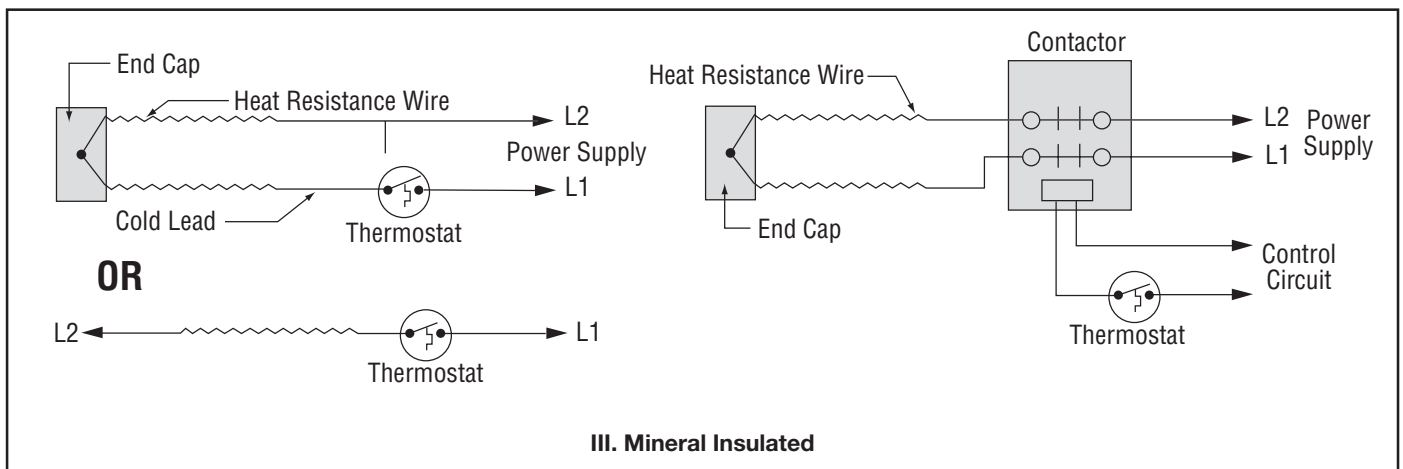 End Cap
Heat Resistance Wire
L2
Power Supply
L1
Cold Lead
Thermostat
OR
L2
L1
Thermostat
Contactor
Heat Resistance Wire
L2
Power
Supply
L1
End Cap
Control
Circuit
Thermostat
III. Mineral Insulated